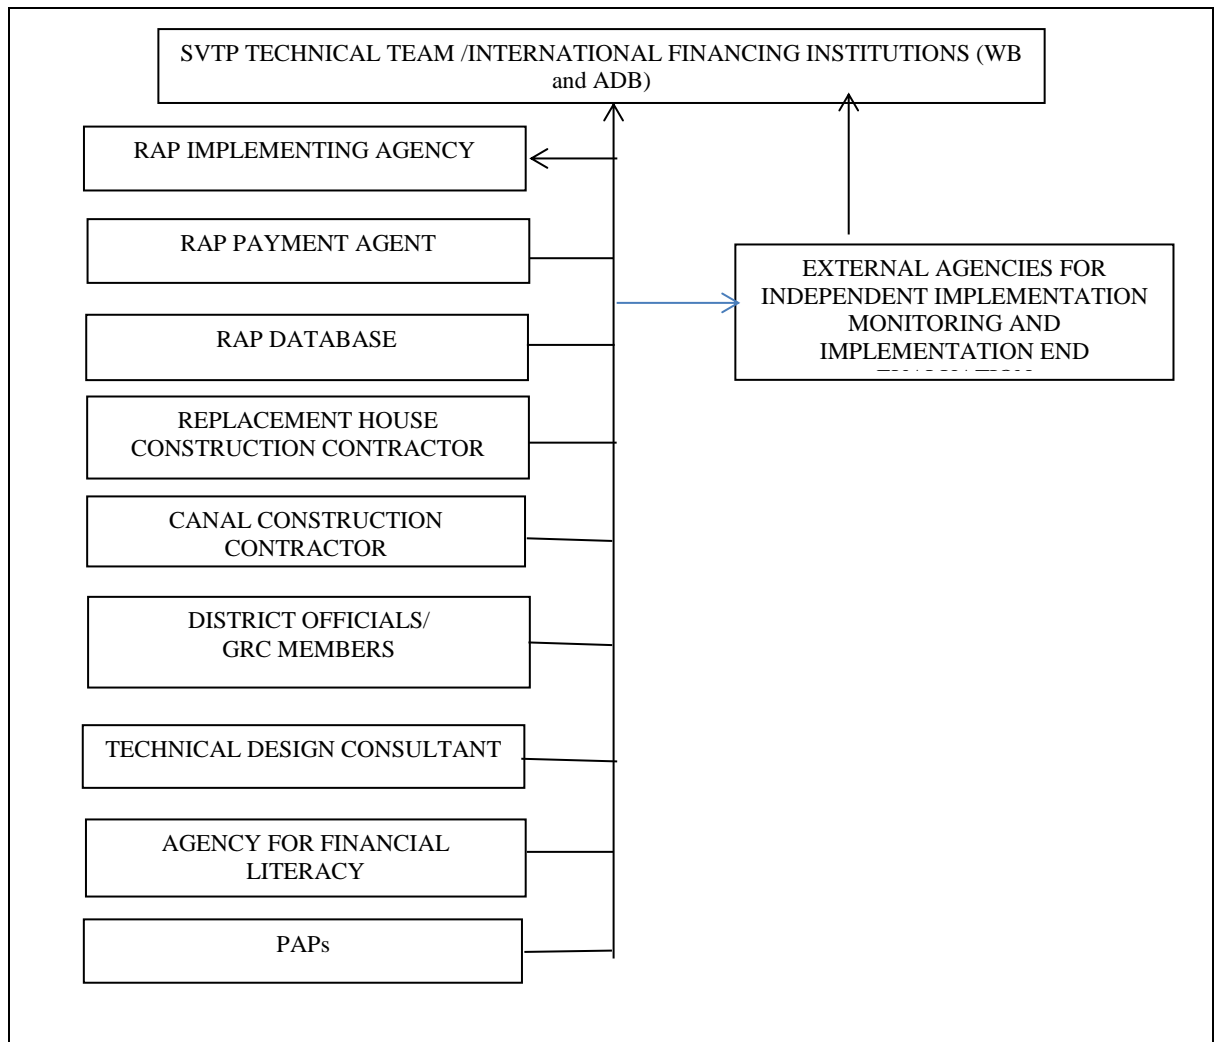 SVTP TECHNICAL TEAM /INTERNATIONAL FINANCING INSTITUTIONS (WB
and ADB)
RAP IMPLEMENTING AGENCY
RAP PAYMENT AGENT
EXTERNAL AGENCIES FOR
INDEPENDENT IMPLEMENTATION
MONITORING AND
IMPLEMENTATION END
RAP DATABASE
REPLACEMENT HOUSE
CONSTRUCTION CONTRACTOR
CANAL CONSTRUCTION
CONTRACTOR
DISTRICT OFFICIALS/
GRC MEMBERS
TECHNICAL DESIGN CONSULTANT
AGENCY FOR FINANCIAL
LITERACY
PAPs